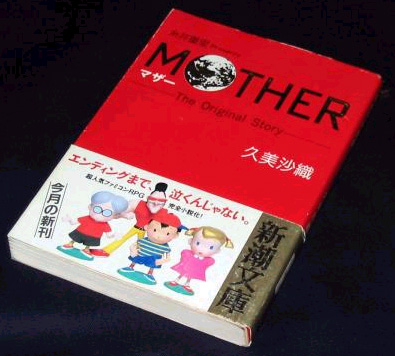 糸井重里 Presents
MOTHER
マザー
The Original Story
久美沙織
エンディングまで、泣くんじゃない。
超人気ファミコンRPG 完全小説化!
今月の新刊
新潮文庫